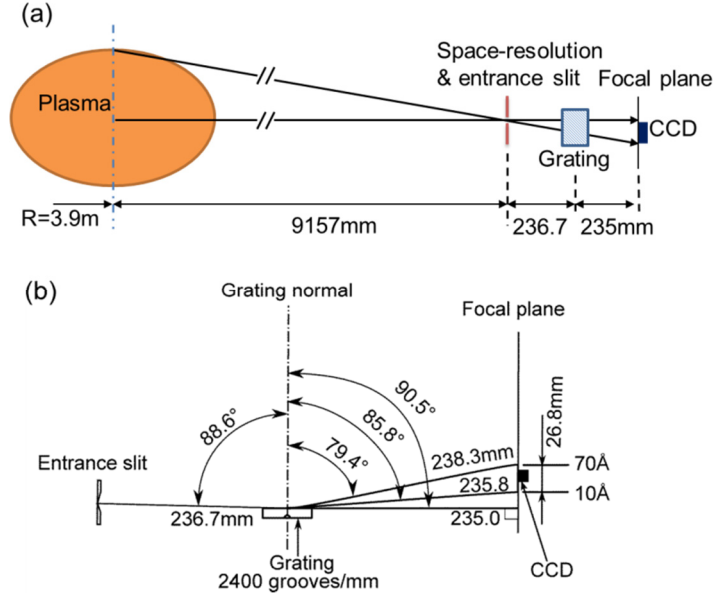 (a)
Space-resolution
& entrance slit
Focal plane
Plasma
CCD
Grating
R=3.9m
9157mm
236.7
235mm
(b)
Grating normal
Focal plane
90.5°
88.6°
85.8°
79.4°
26.8mm
Entrance slit
238.3mm
70Å
235.8
10Å
236.7mm
235.0
Grating
2400 grooves/mm
CCD